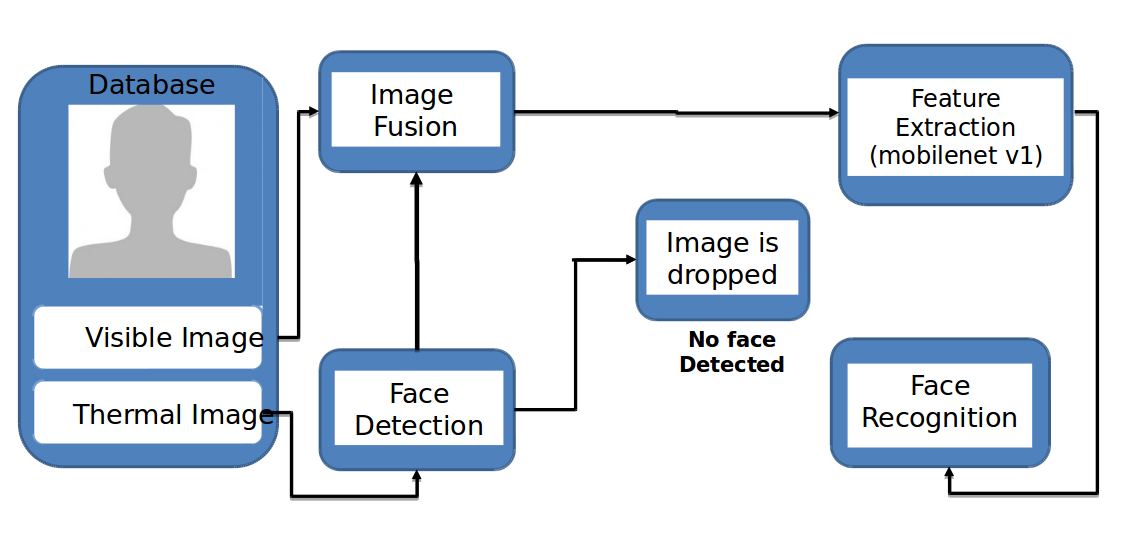 Database
Visible Image
Thermal Image
Image
Fusion
Face
Detection
Image is
dropped
No face
Detected
Feature
Extraction
(mobilenet v1)
Face
Recognition